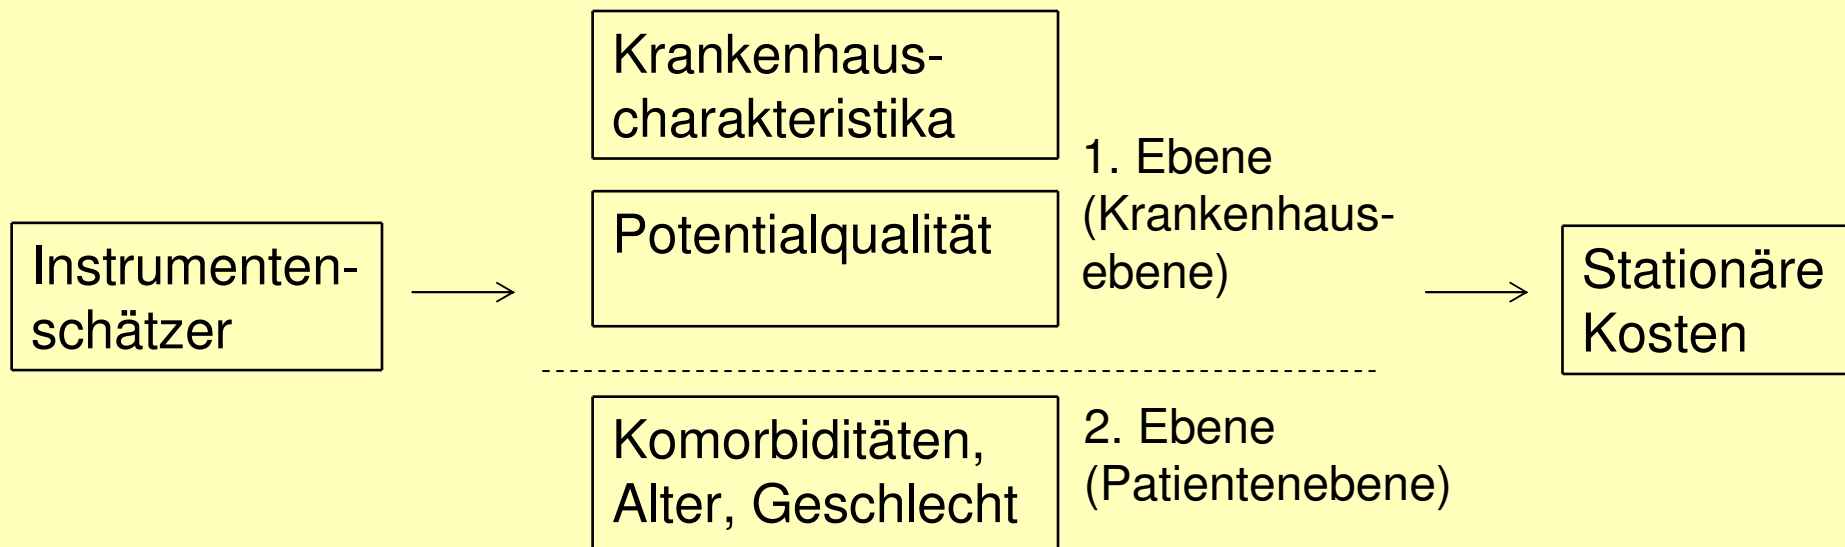 Krankenhaus-
charakteristika
1. Ebene
(Krankenhaus-
ebene)
Potentialqualität
Instrumenten-
schätzer
Stationäre
Kosten
Komorbiditäten,
Alter, Geschlecht
2. Ebene
(Patientenebene)